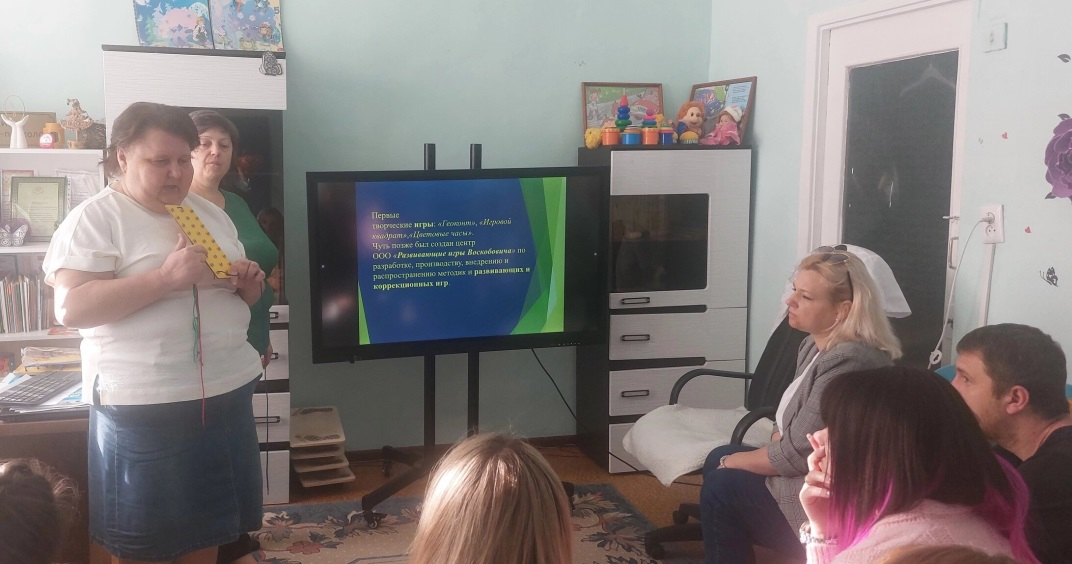 Первые
творческие игры: «Геоконт», «Игровой
квадрат»,«Цветовые часы».
Чуть позже был создан центр
ООО «Развивающие игры Воскобовича» по
разработке, производству, внедрению и
распространению методик и развивающих и
коррекционных игр.